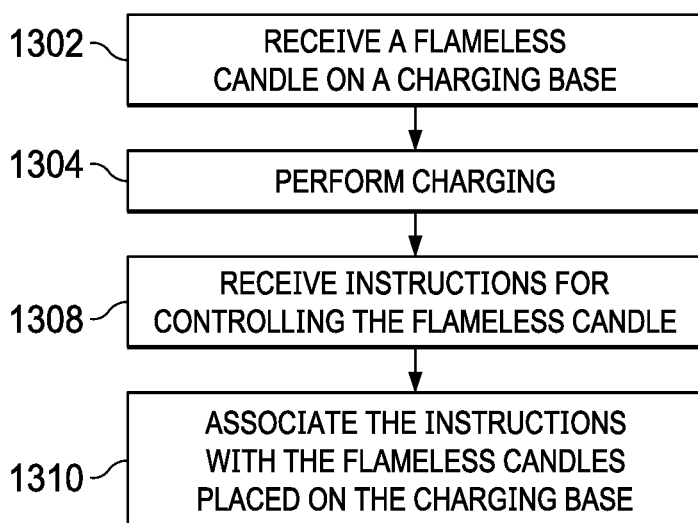 1302
RECEIVE A FLAMELESS
CANDLE ON A CHARGING BASE
1304
PERFORM CHARGING
1308
RECEIVE INSTRUCTIONS FOR
CONTROLLING THE FLAMELESS CANDLE
1310
ASSOCIATE THE INSTRUCTIONS
WITH THE FLAMELESS CANDLES
PLACED ON THE CHARGING BASE